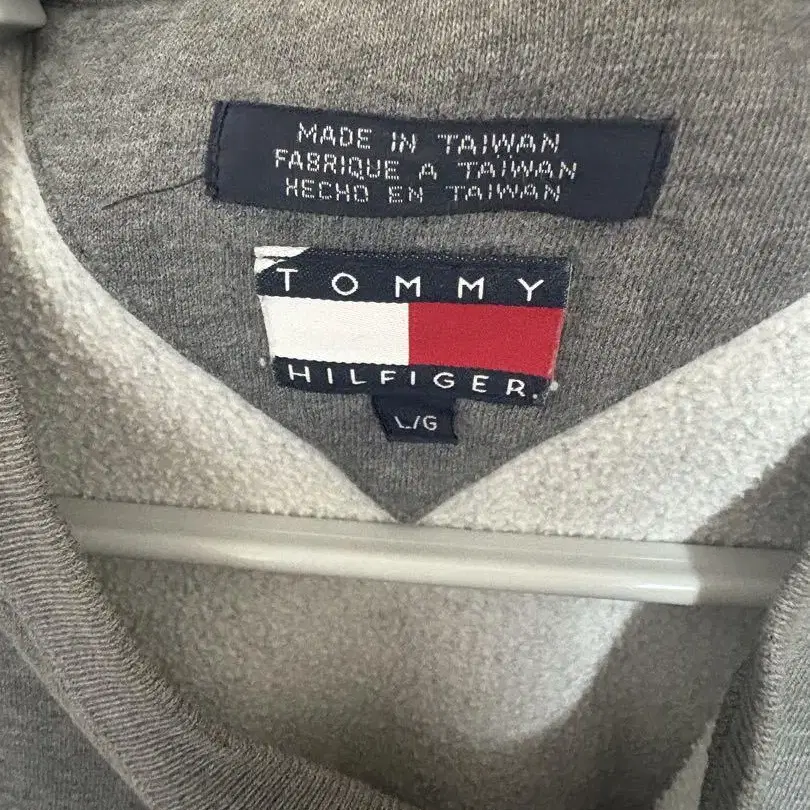 MADE IN TAIWAN
FABRIQUE A TAIWAN
HECHO EN TAIWAN
TOMMY
HILFIGER.
L/G